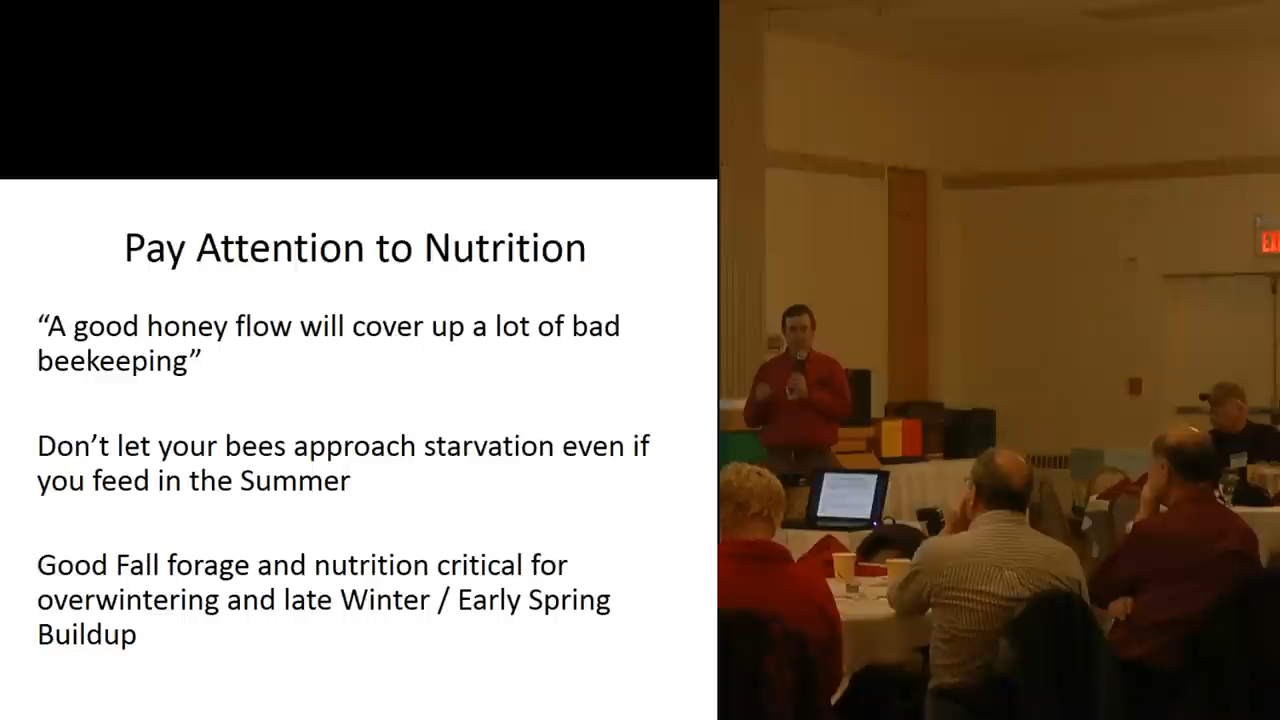 Pay Attention to Nutrition
“A good honey flow will cover up a lot of bad
beekeeping”
Don’t let your bees approach starvation even if
you feed in the Summer
Good Fall forage and nutrition critical for
overwintering and late Winter / Early Spring
Buildup